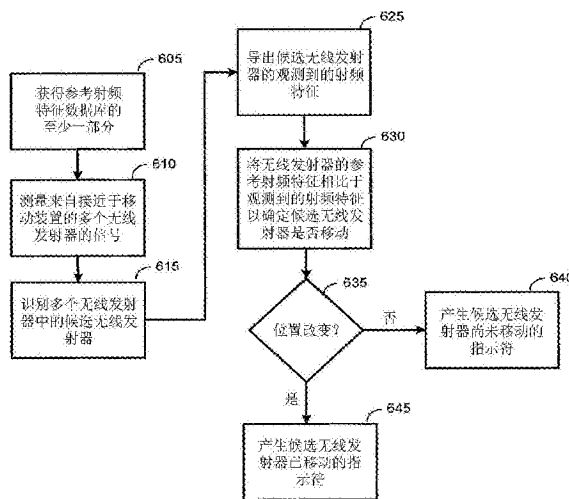 605
获得参考射频
特征数据库的
至少一部分
610
测量来自接近于
移动装置的多个无线
发射器的信号
615
识别多个无线发射
器中的候选无线发
射器
625
导出候选无线发射
器的观测到的射频
特征
630
将无线发射器的参
考射频特征相比于
观测到的射频特征
以确定候选无线发
射器是否移动
635
位置改变?
否
是
640
产生候选无线发
射器尚未移动的
指示符
645
产生候选无线发
射器已移动的指
示符